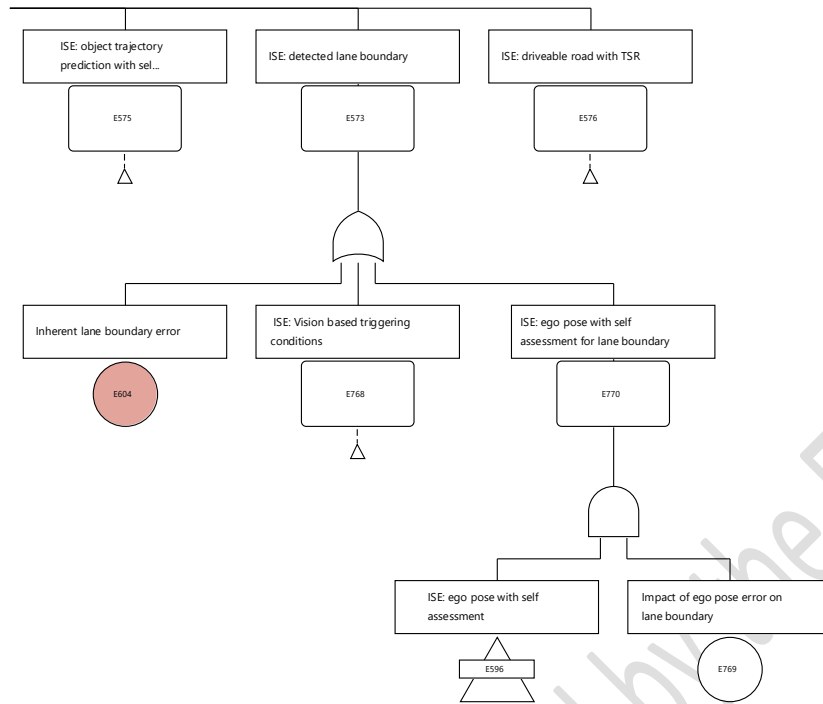 ISE: object trajectory
prediction with sel...
ISE: detected lane boundary
ISE: driveable road with TSR
E575
E573
E576
Inherent lane boundary error
ISE: Vision based triggering
conditions
ISE: ego pose with self
assessment for lane boundary
E604
E768
E770
ISE: ego pose with self
assessment
Impact of ego pose error on
lane boundary
E596
E769
by the